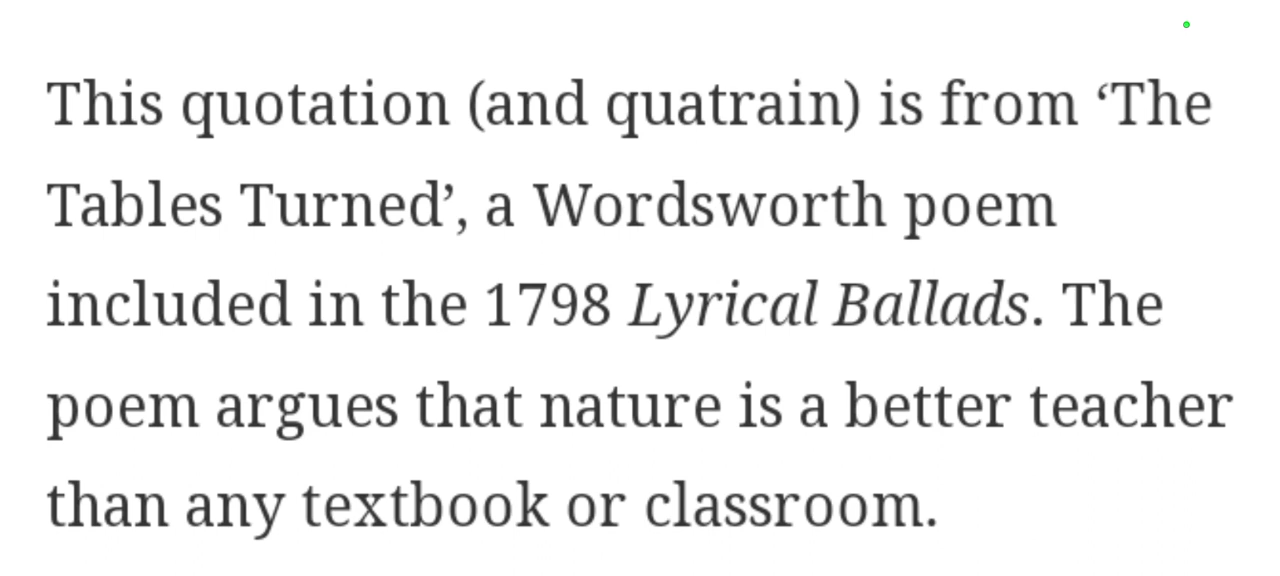 This quotation (and quatrain) is from ‘The
Tables Turned’, a Wordsworth poem
included in the 1798 Lyrical Ballads. The
poem argues that nature is a better teacher
than any textbook or classroom.